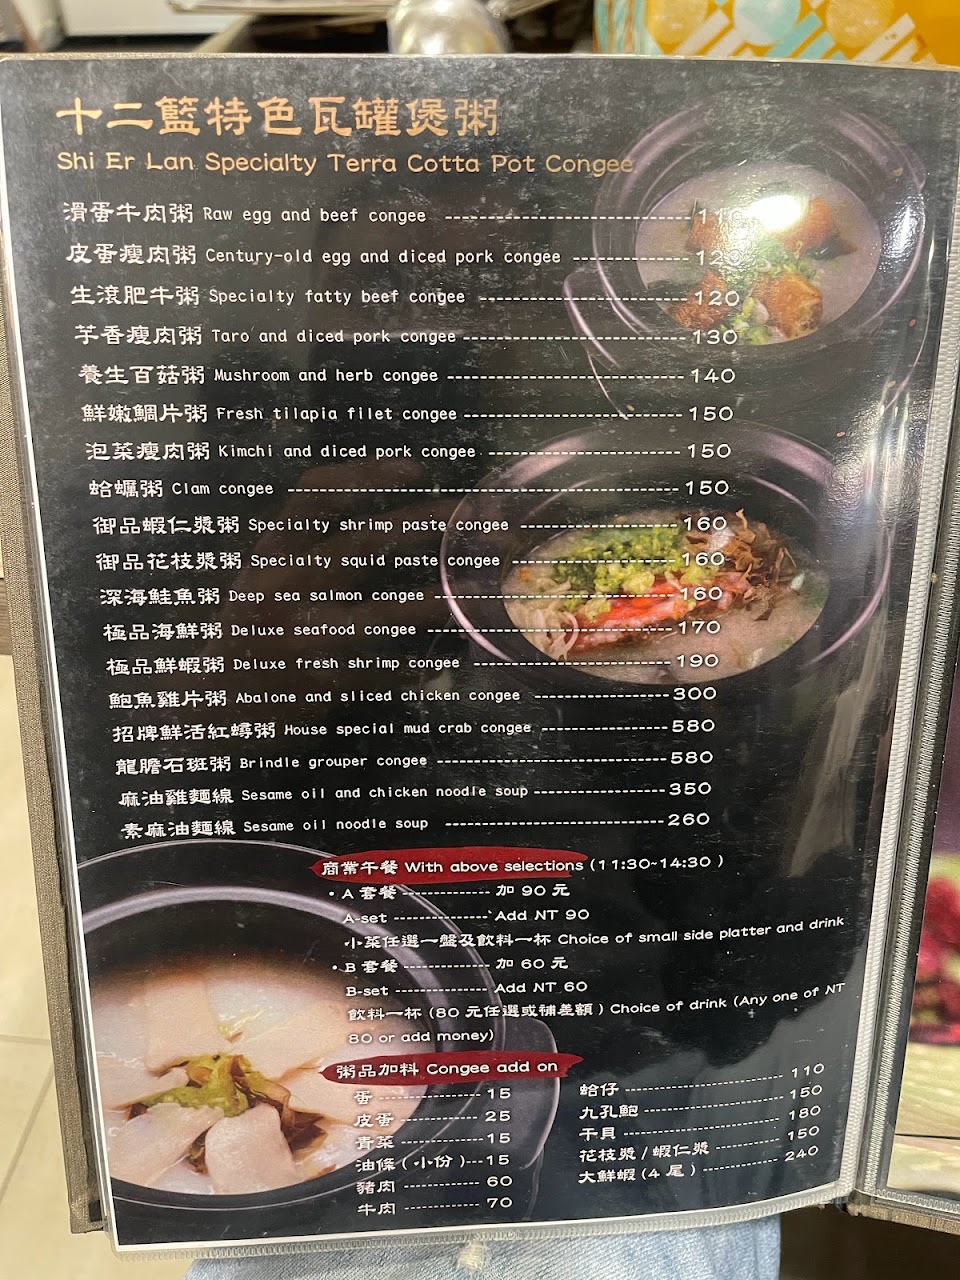 十二籃特色瓦罐煲粥
Shi Er Lan Specialty Terra Cotta Pot Congee
滑蛋牛肉粥 Raw egg and beef congee ---------- 110
皮蛋瘦肉粥 Century-old egg and diced pork congee ---------- 120
生滾肥牛粥 Specialty fatty beef congee ---------- 120
芋香瘦肉粥 Taro and diced pork congee ---------- 130
養生百菇粥 Mushroom and herb congee ---------- 140
鮮嫩鯛片粥 Fresh tilapia filet congee ---------- 150
泡菜瘦肉粥 Kimchi and diced pork congee ---------- 150
蛤蠣粥 Clam congee ---------- 150
御品蝦仁漿粥 Specialty shrimp paste congee ---------- 160
御品花枝漿粥 Specialty squid paste congee ---------- 160
深海鮭魚粥 Deep sea salmon congee ---------- 160
極品海鮮粥 Deluxe seafood congee ---------- 170
極品鮮蝦粥 Deluxe fresh shrimp congee ---------- 190
鮑魚雞片粥 Abalone and sliced chicken congee ---------- 300
招牌鮮活紅蟳粥 House special mud crab congee ---------- 580
龍膽石斑粥 Brindle grouper congee ---------- 580
麻油雞麵線 Sesame oil and chicken noodle soup ---------- 350
素麻油麵線 Sesame oil noodle soup ---------- 260
商業午餐 With above selections (11:30~14:30)
• A 套餐 ---------- 加 90 元
A-set ---------- Add NT 90
小菜任選一盤及飲料一杯 Choice of small side platter and drink
• B 套餐 ---------- 加 60 元
B-set ---------- Add NT 60
飲料一杯 (80 元任選或補差額) Choice of drink (Any one of NT
80 or add money)
粥品加料 Congee add on
蛋 ---------- 15
皮蛋 ---------- 25
青菜 ---------- 15
油條 (小份) --- 15
豬肉 ---------- 60
牛肉 ---------- 70
蛤仔 ---------- 110
九孔鮑 ---------- 150
干貝 ---------- 180
花枝漿 / 蝦仁漿 ---------- 150
大鮮蝦 (4 尾) ---------- 240